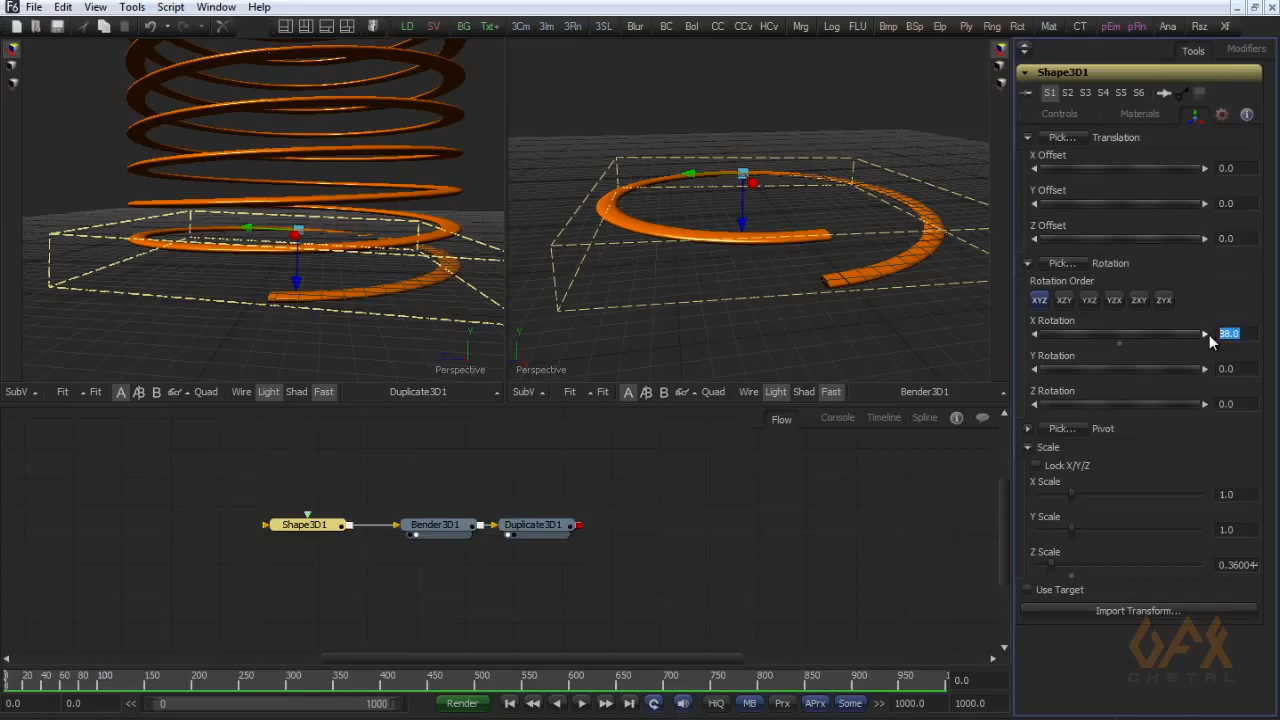 File Edit View Tools Script Window Help
LD SV BG Txt+ 3Cm 3Im 3Rn 3SL Blur BC Bol CC CCv HCv Mrg Log FLU Bmp BSp Elp Ply Rng Rct Mat CT pEm pRn Ana Rsz Xf
Tools Modifiers
Shape3D1
S1 S2 S3 S4 S5 S6
Controls Materials
Pick... Translation
X Offset
0.0
Y Offset
0.0
Z Offset
0.0
Pick... Rotation
Rotation Order
XYZ XZY YXZ YZX ZXY ZYX
X Rotation
88.0
Y Rotation
0.0
Z Rotation
0.0
Pick... Pivot
Scale
Lock X/Y/Z
X Scale
1.0
Y Scale
1.0
Z Scale
0.36004
Use Target
Import Transform...
Y
X
Perspective
Y
X
Perspective
SubV Fit Fit A B Quad Wire Light Shad Fast Duplicate3D1
SubV Fit Fit A B Quad Wire Light Shad Fast Bender3D1
Flow Console Timeline Spline
Shape3D1 Bender3D1 Duplicate3D1
0 20 40 60 80 100 150 200 250 300 350 400 450 500 550 600 650 700 750 800 850 900 950 0.0
0.0 0.0 << 0 1000 Render HiQ MB Prx APrx Some >> 1000.0 1000.0
VFX
CHETAL